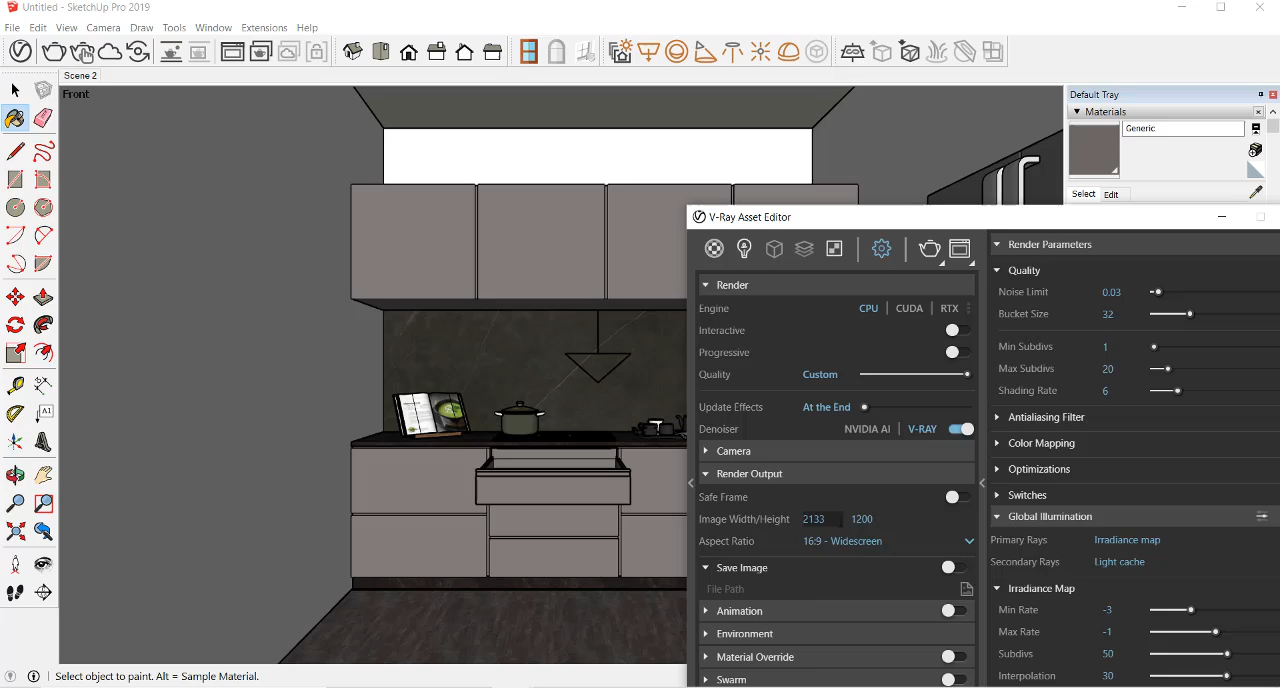 Untitled - SketchUp Pro 2019
File Edit View Camera Draw Tools Window Extensions Help
Scene 2
Front
Default Tray
Materials
Generic
Select Edit
A1
V-Ray Asset Editor
Render
Engine CPU CUDA RTX
Interactive
Progressive
Quality Custom
Update Effects At the End
Denoiser NVIDIA AI V-RAY
Camera
Render Output
Safe Frame
Image Width/Height 2133 1200
Aspect Ratio 16:9 - Widescreen
Save Image
File Path
Animation
Environment
Material Override
Swarm
Render Parameters
Quality
Noise Limit 0.03
Bucket Size 32
Min Subdivs 1
Max Subdivs 20
Shading Rate 6
Antialiasing Filter
Color Mapping
Optimizations
Switches
Global Illumination
Primary Rays Irradiance map
Secondary Rays Light cache
Irradiance Map
Min Rate -3
Max Rate -1
Subdivs 50
Interpolation 30
Select object to paint. Alt = Sample Material.